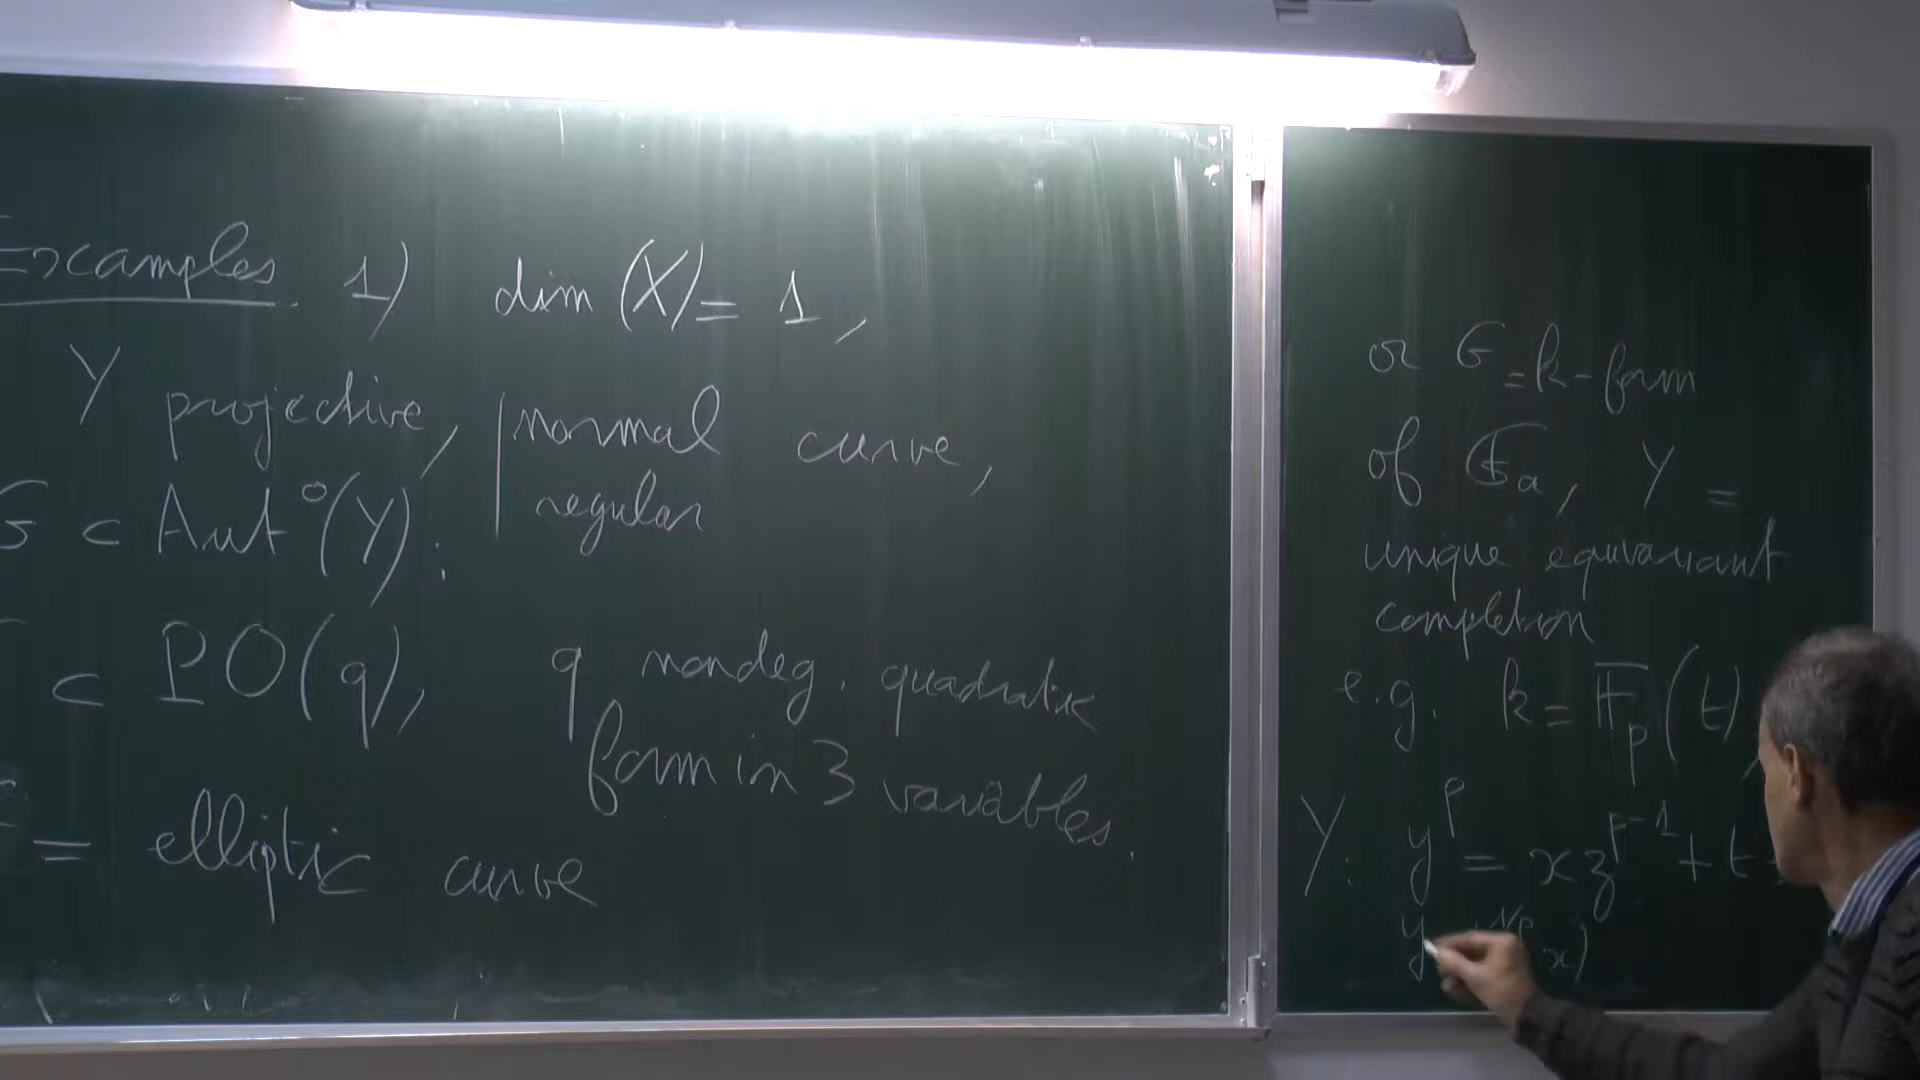 Examples. 1) dim (X) = 1,
Y projective, normal curve,
regular
G ⊂ Aut°(Y):
⊂ PO(q), q nondeg. quadratic
form in 3 variables.
= elliptic curve
or G = k-form
of Ga, Y =
unique equivariant
completion
e.g. k = Fp(t)
Y: y^p = x z^{p-1} + t
y x)